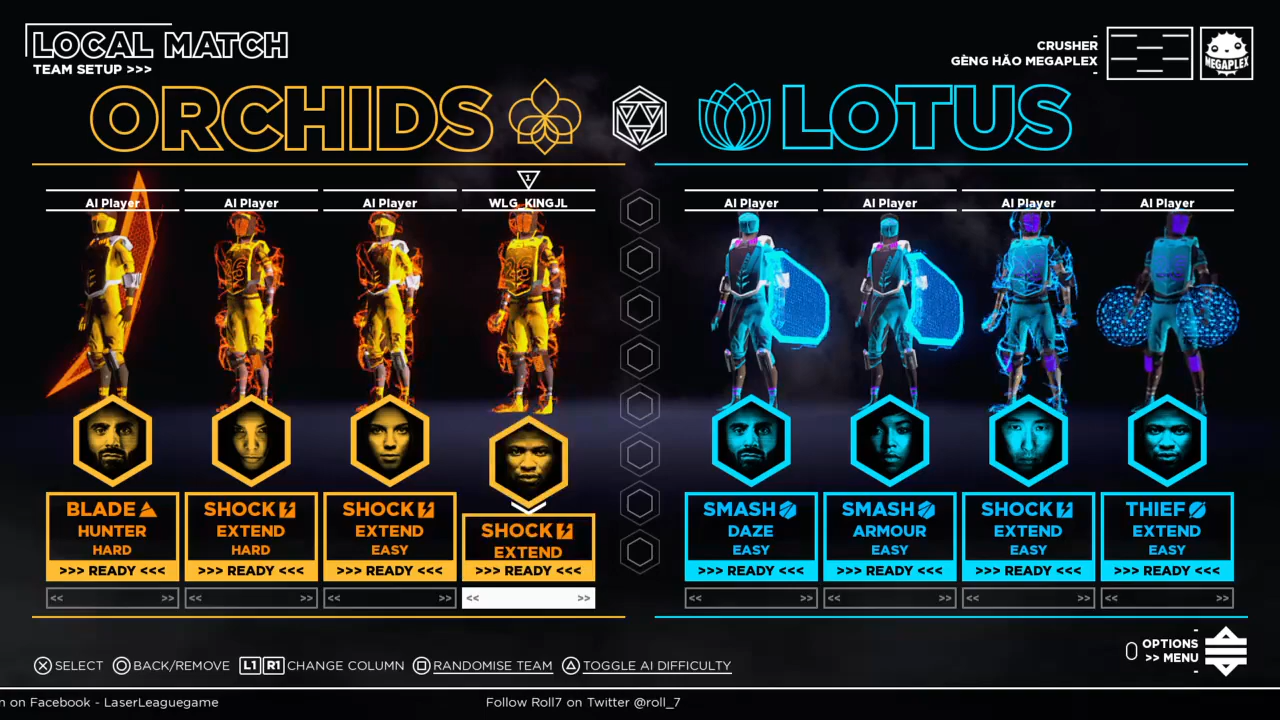 LOCAL MATCH
TEAM SETUP >>>
CRUSHER
GÈNG HĂO MEGAPLEX
MEGAPLEX
ORCHIDS
LOTUS
1
AI Player
AI Player
AI Player
WLG_KINGJL
AI Player
AI Player
AI Player
AI Player
BLADE
HUNTER
HARD
>>> READY <<<
<< >>
SHOCK
EXTEND
HARD
>>> READY <<<
<< >>
SHOCK
EXTEND
EASY
>>> READY <<<
<< >>
SHOCK
EXTEND
>>> READY <<<
<< >>
SMASH
DAZE
EASY
>>> READY <<<
<< >>
SMASH
ARMOUR
EASY
>>> READY <<<
<< >>
SHOCK
EXTEND
EASY
>>> READY <<<
<< >>
THIEF
EXTEND
EASY
>>> READY <<<
<< >>
SELECT BACK/REMOVE L1 R1 CHANGE COLUMN RANDOMISE TEAM TOGGLE AI DIFFICULTY
OPTIONS
>> MENU
n on Facebook - LaserLeaguegame
Follow Roll7 on Twitter @roll_7